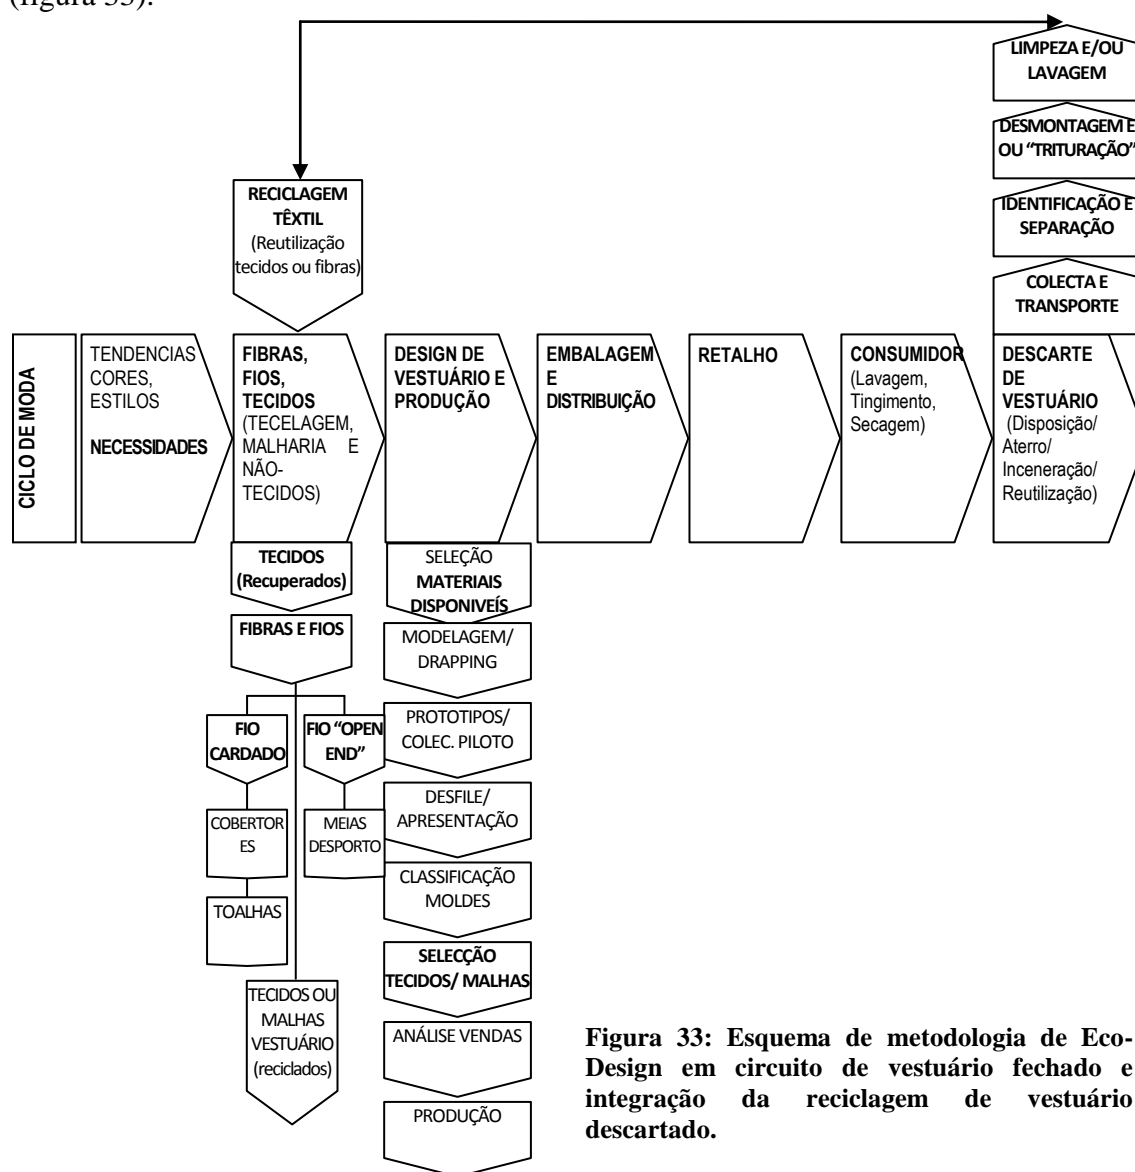 (figura 33).
LIMPEZA E/OU
LAVAGEM
DESMONTAGEM E
OU “TRITURAÇÃO”
IDENTIFICAÇÃO E
SEPARAÇÃO
COLECTA E
TRANSPORTE
RECICLAGEM
TÊXTIL
(Reutilização
tecidos ou fibras)
CICLO DE MODA
TENDENCIAS
CORES,
ESTILOS
NECESSIDADES
FIBRAS,
FIOS,
TECIDOS
(TECELAGEM,
MALHARIA E
NÃO-
TECIDOS)
DESIGN DE
VESTUÁRIO E
PRODUÇÃO
EMBALAGEM
E
DISTRIBUIÇÃO
RETALHO
CONSUMIDOR
(Lavagem,
Tingimento,
Secagem)
DESCARTE
DE
VESTUÁRIO
(Disposição/
Aterro/
Inceneração/
Reutilização)
TECIDOS
(Recuperados)
FIBRAS E FIOS
FIO
CARDADO
FIO “OPEN
END”
COBERTOR
ES
MEIAS
DESPORTO
TOALHAS
TECIDOS OU
MALHAS
VESTUÁRIO
(reciclados)
SELEÇÃO
MATERIAIS
DISPONIVEÍS
MODELAGEM/
DRAPPING
PROTOTIPOS/
COLEC. PILOTO
DESFILE/
APRESENTAÇÃO
CLASSIFICAÇÃO
MOLDES
SELECÇÃO
TECIDOS/ MALHAS
ANÁLISE VENDAS
PRODUÇÃO
Figura 33: Esquema de metodologia de Eco-
Design em circuito de vestuário fechado e
integração da reciclagem de vestuário
descartado.